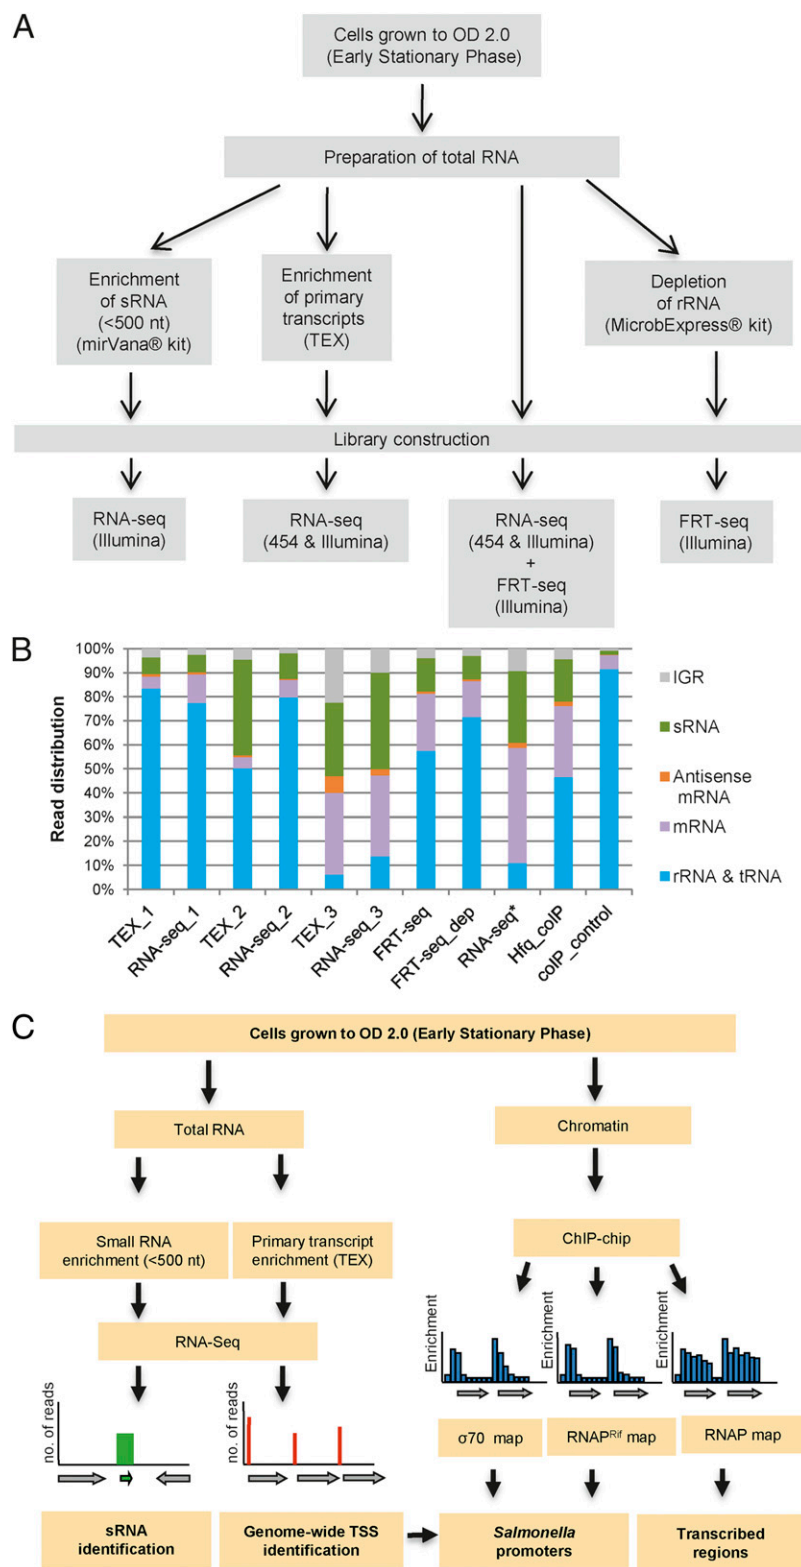 A
Cells grown to OD 2.0
(Early Stationary Phase)
Preparation of total RNA
Enrichment
of sRNA
(<500 nt)
(mirVana® kit)
Enrichment
of primary
transcripts
(TEX)
Depletion
of rRNA
(MicrobExpress® kit)
Library construction
RNA-seq
(Illumina)
RNA-seq
(454 & Illumina)
RNA-seq
(454 & Illumina)
+
FRT-seq
(Illumina)
FRT-seq
(Illumina)
B
Read distribution
100%
90%
80%
70%
60%
50%
40%
30%
20%
10%
0%
TEX_1
RNA-seq_1
TEX_2
RNA-seq_2
TEX_3
RNA-seq_3
FRT-seq
FRT-seq_dep
RNA-seq*
Hfq_coIP
coIP_control
IGR
sRNA
Antisense
mRNA
mRNA
rRNA & tRNA
C
Cells grown to OD 2.0 (Early Stationary Phase)
Total RNA
Chromatin
Small RNA
enrichment (<500 nt)
Primary transcript
enrichment (TEX)
ChIP-chip
RNA-Seq
Enrichment
Enrichment
Enrichment
no. of reads
no. of reads
σ70 map
RNAPRif map
RNAP map
sRNA
identification
Genome-wide TSS
identification
Salmonella
promoters
Transcribed
regions